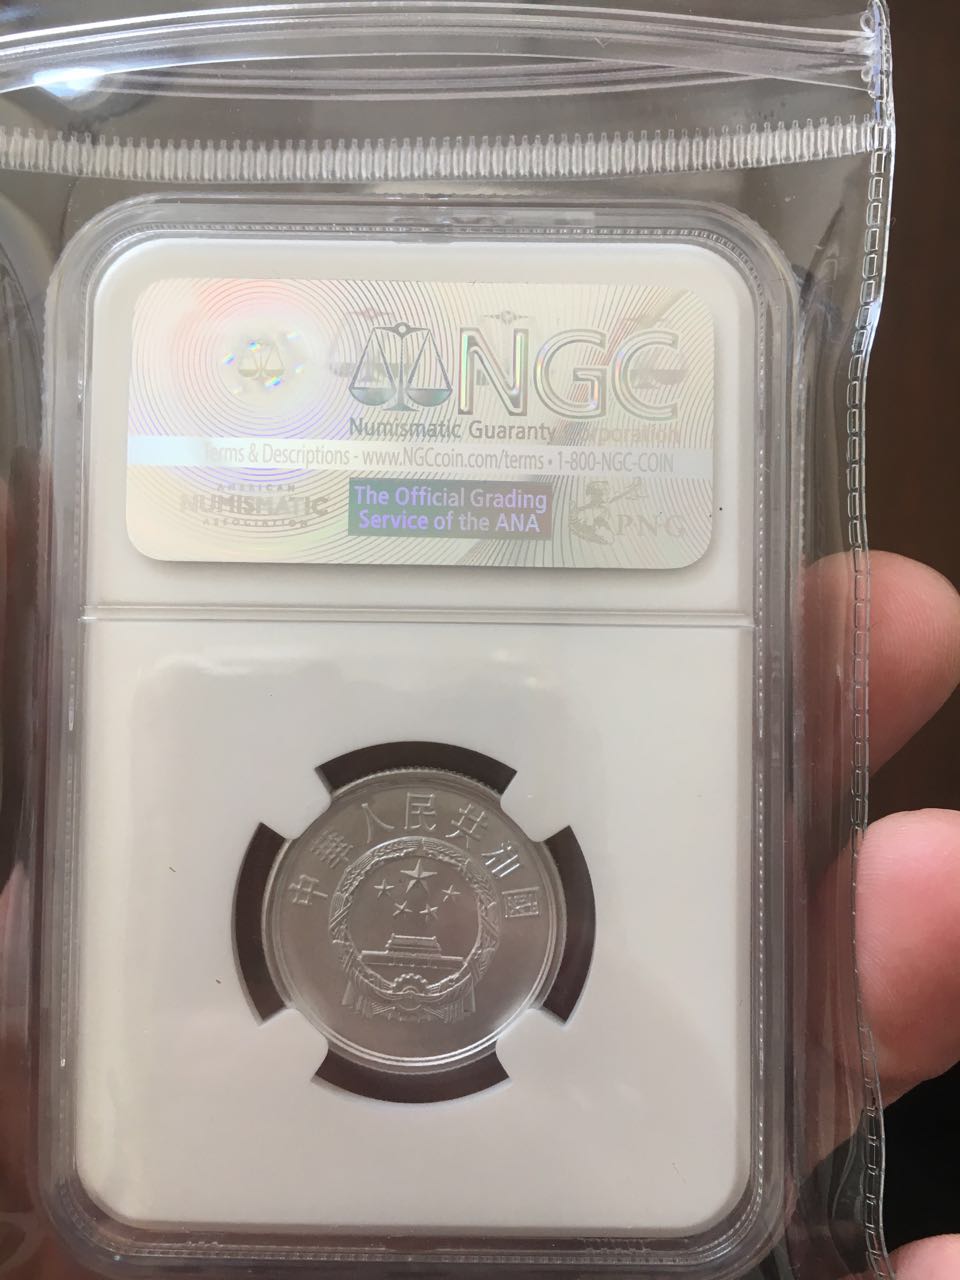 NGC
Numismatic Guaranty Corporation
Terms & Descriptions - www.NGCcoin.com/terms • 1-800-NGC-COIN
AMERICAN
NUMISMATIC
ASSOCIATION
The Official Grading
Service of the ANA
PNG
中華人民共和國